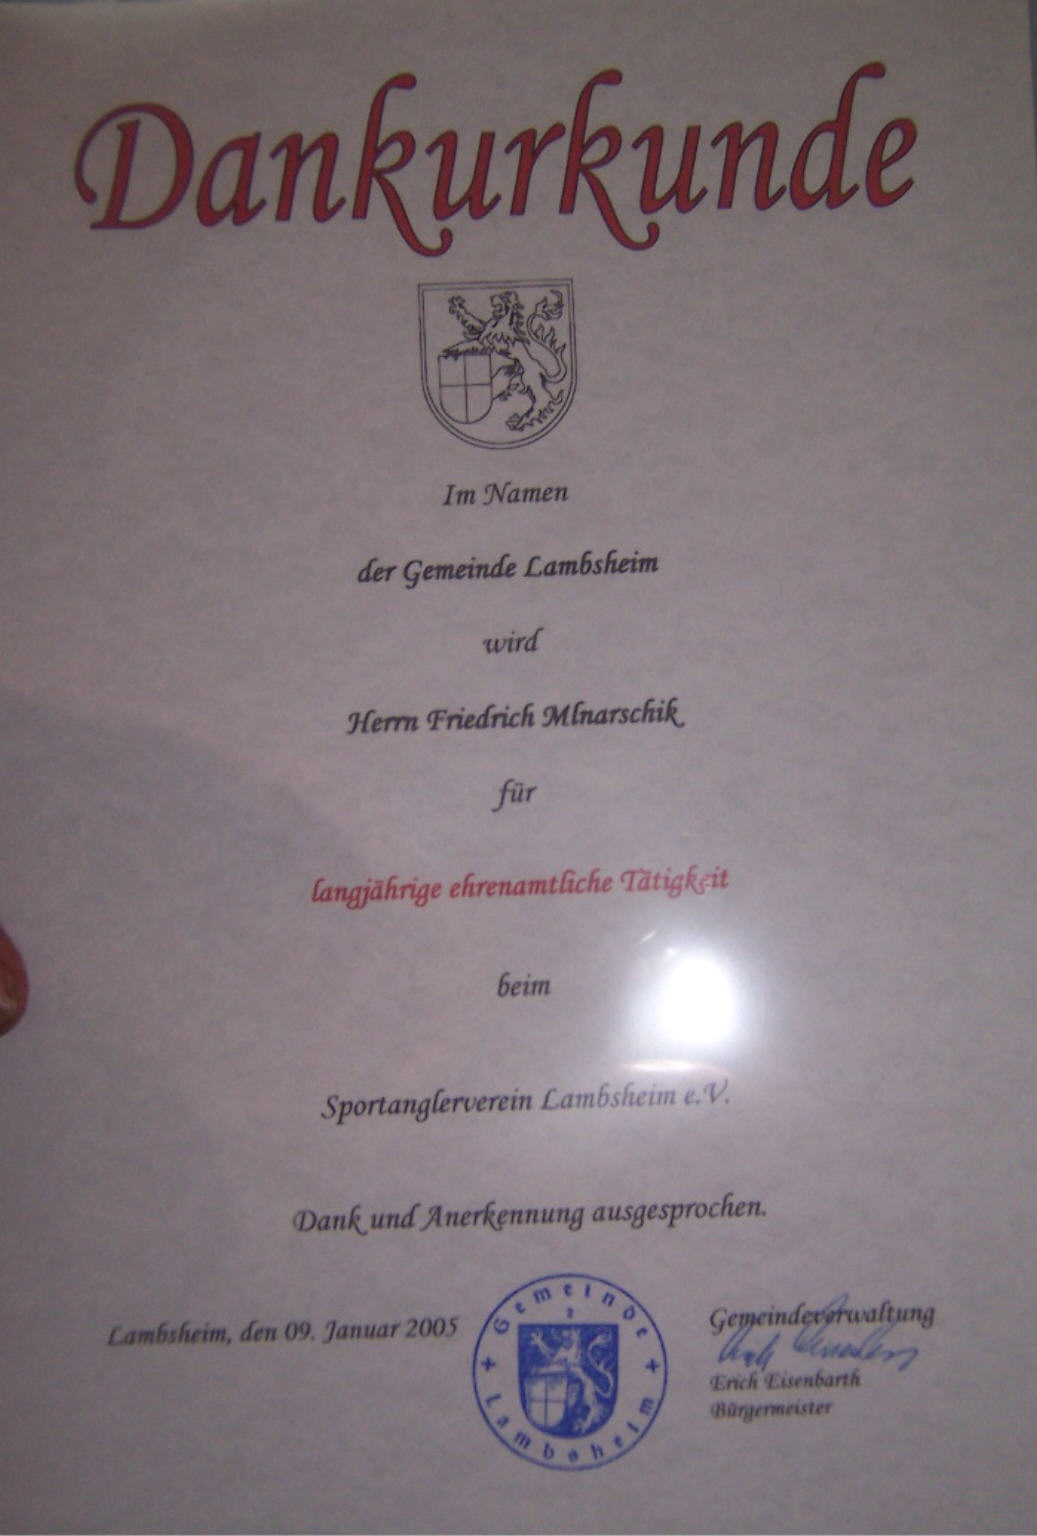 Dankurkunde
Im Namen
der Gemeinde Lambsheim
wird
Herrn Friedrich Mlnarschik
für
langjährige ehrenamtliche Tätigkeit
beim
Sportanglerverein Lambsheim e.V.
Dank und Anerkennung ausgesprochen.
Lambsheim, den 09. Januar 2005
Gemeinde
Lambsheim
Gemeindeverwaltung
Erich Eisenbarth
Bürgermeister